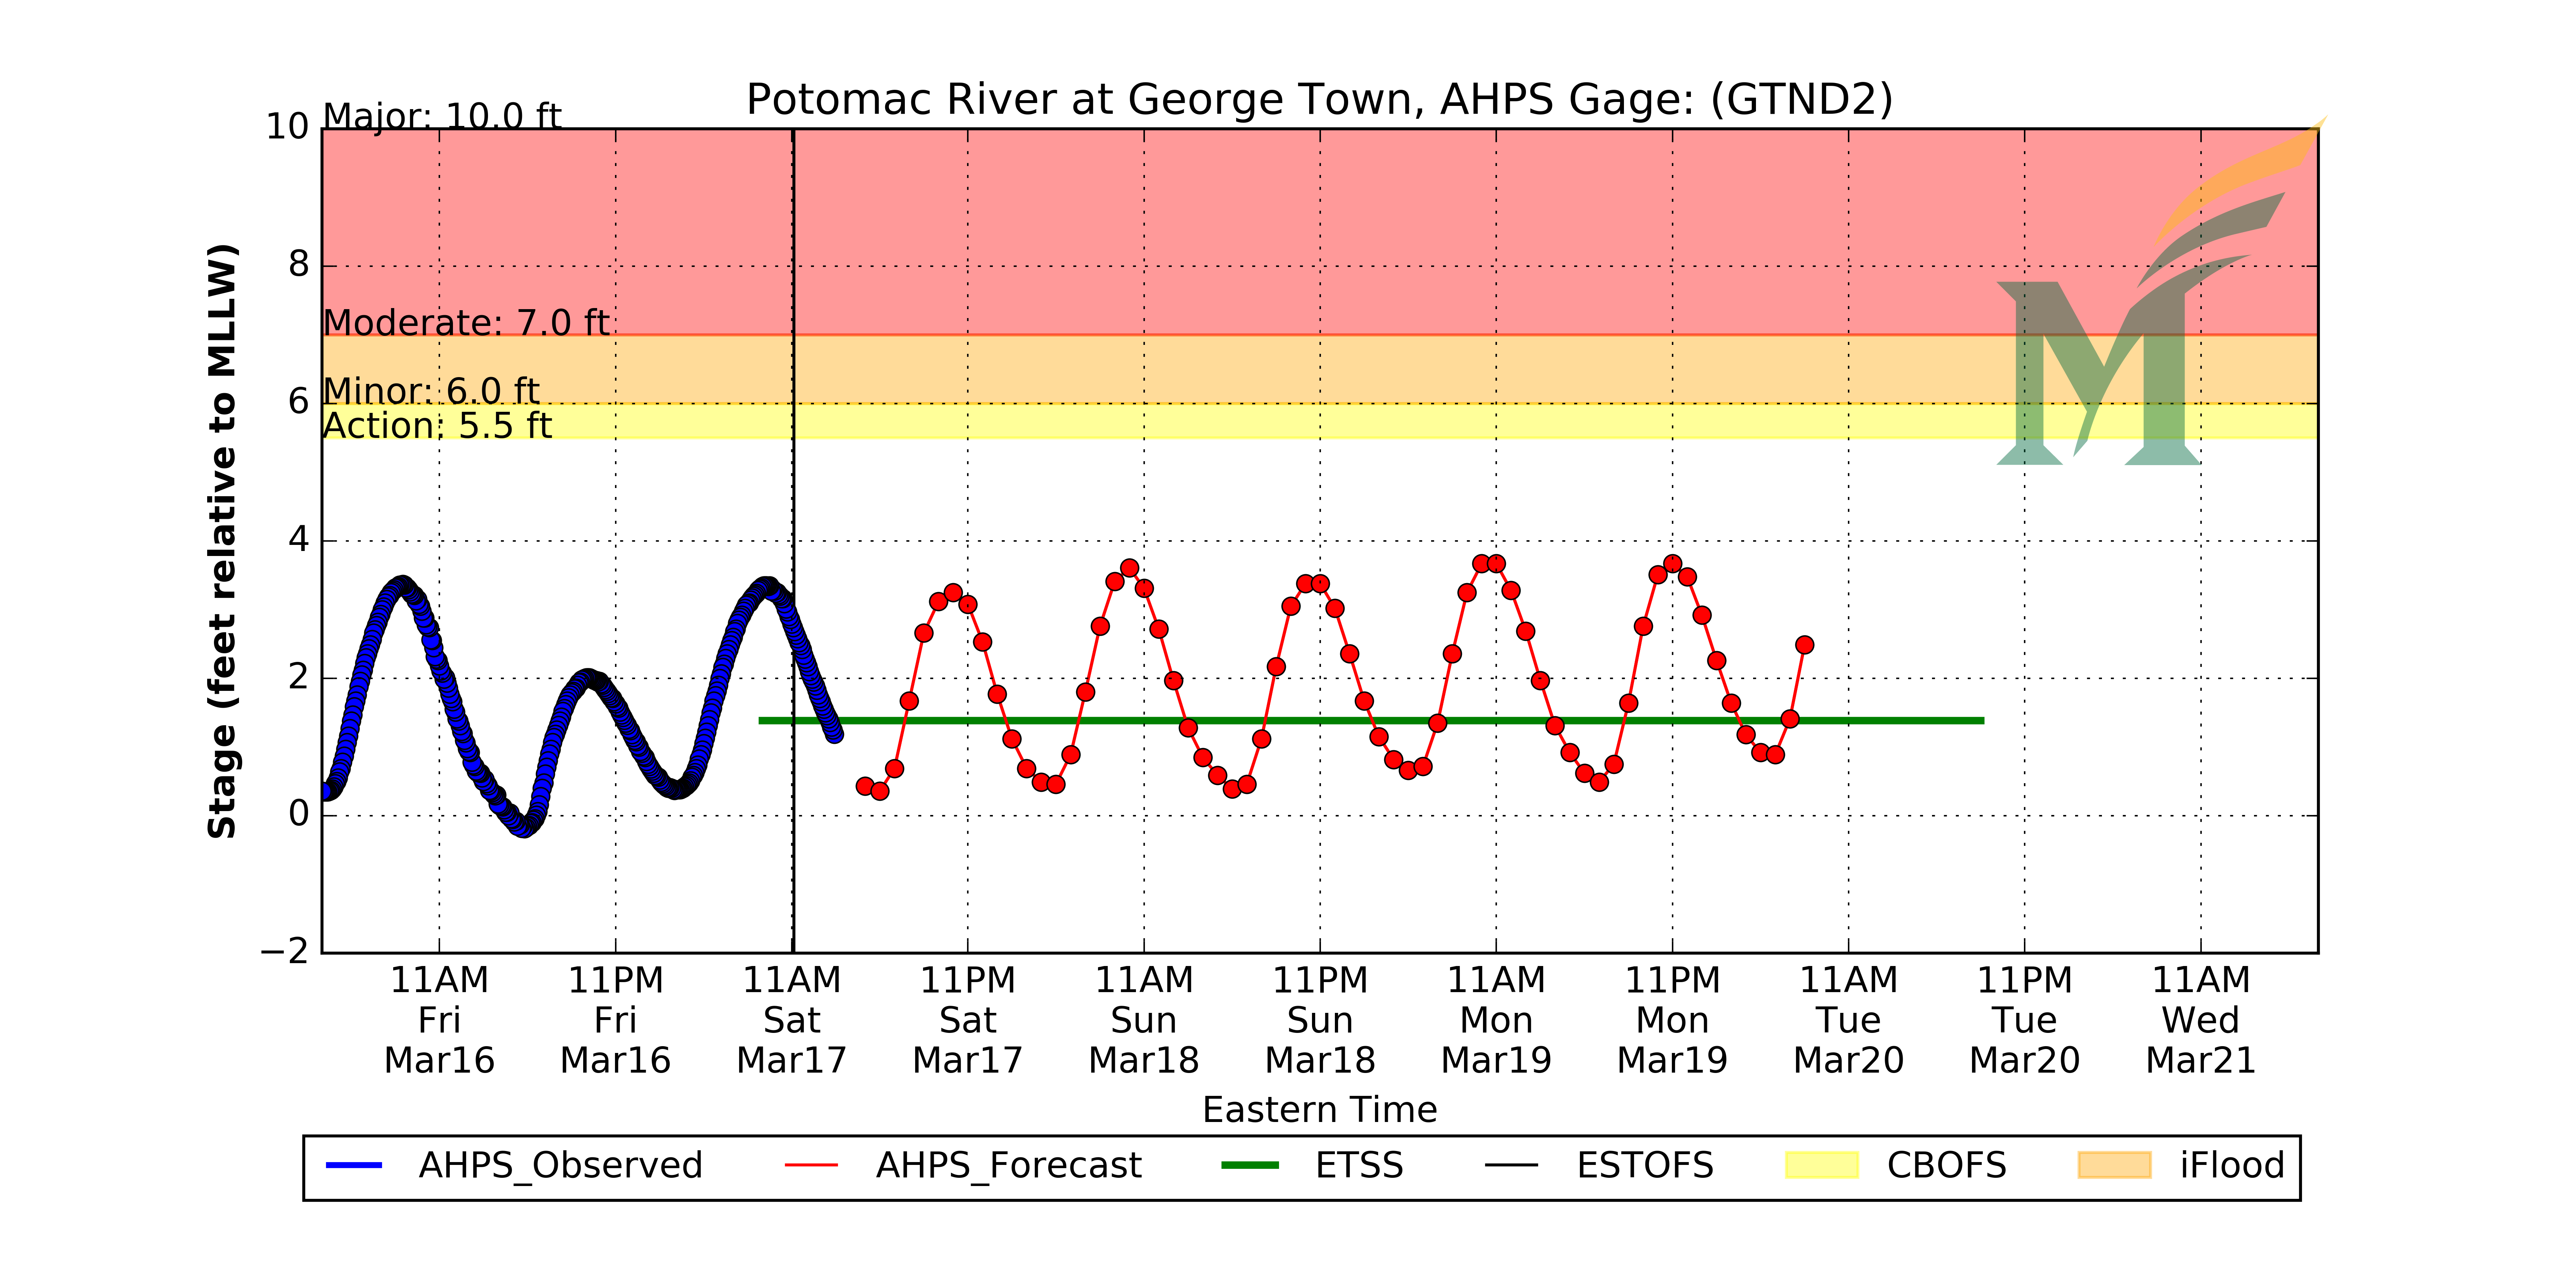 Potomac River at George Town, AHPS Gage: (GTND2)
Major: 10.0 ft
Moderate: 7.0 ft
Minor: 6.0 ft
Action: 5.5 ft
10
8
6
4
2
0
−2
Stage (feet relative to MLLW)
11AM 11PM 11AM 11PM 11AM 11PM 11AM 11PM 11AM 11PM 11AM
Fri Fri Sat Sat Sun Sun Mon Mon Tue Tue Wed
Mar16 Mar16 Mar17 Mar17 Mar18 Mar18 Mar19 Mar19 Mar20 Mar20 Mar21
Eastern Time
AHPS_Observed AHPS_Forecast ETSS ESTOFS CBOFS iFlood
M